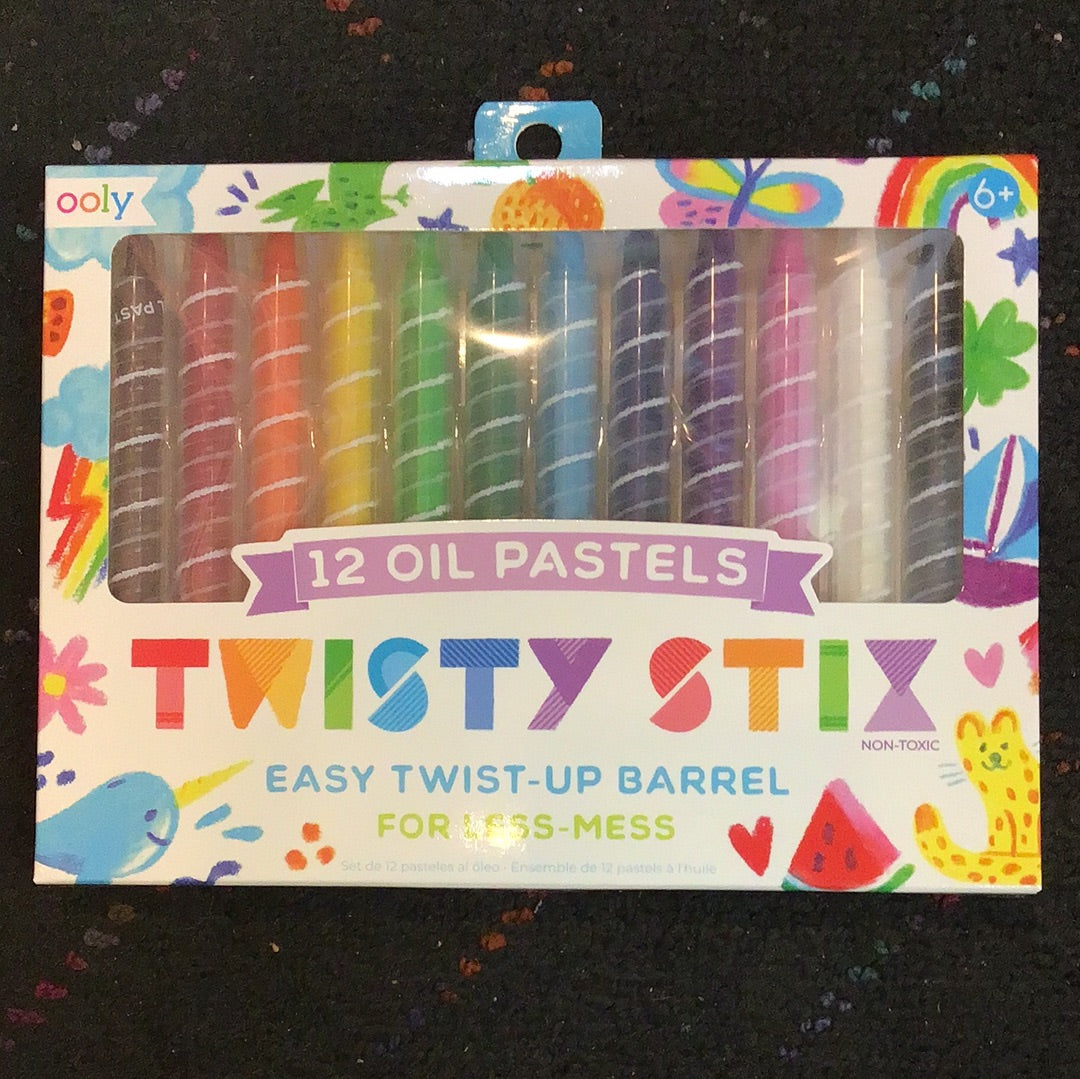 ooly
6+
12 OIL PASTELS
TWISTY STIX
NON-TOXIC
EASY TWIST-UP BARREL
FOR LESS-MESS
Set de 12 pasteles al óleo - Ensemble de 12 pastels à l'huile